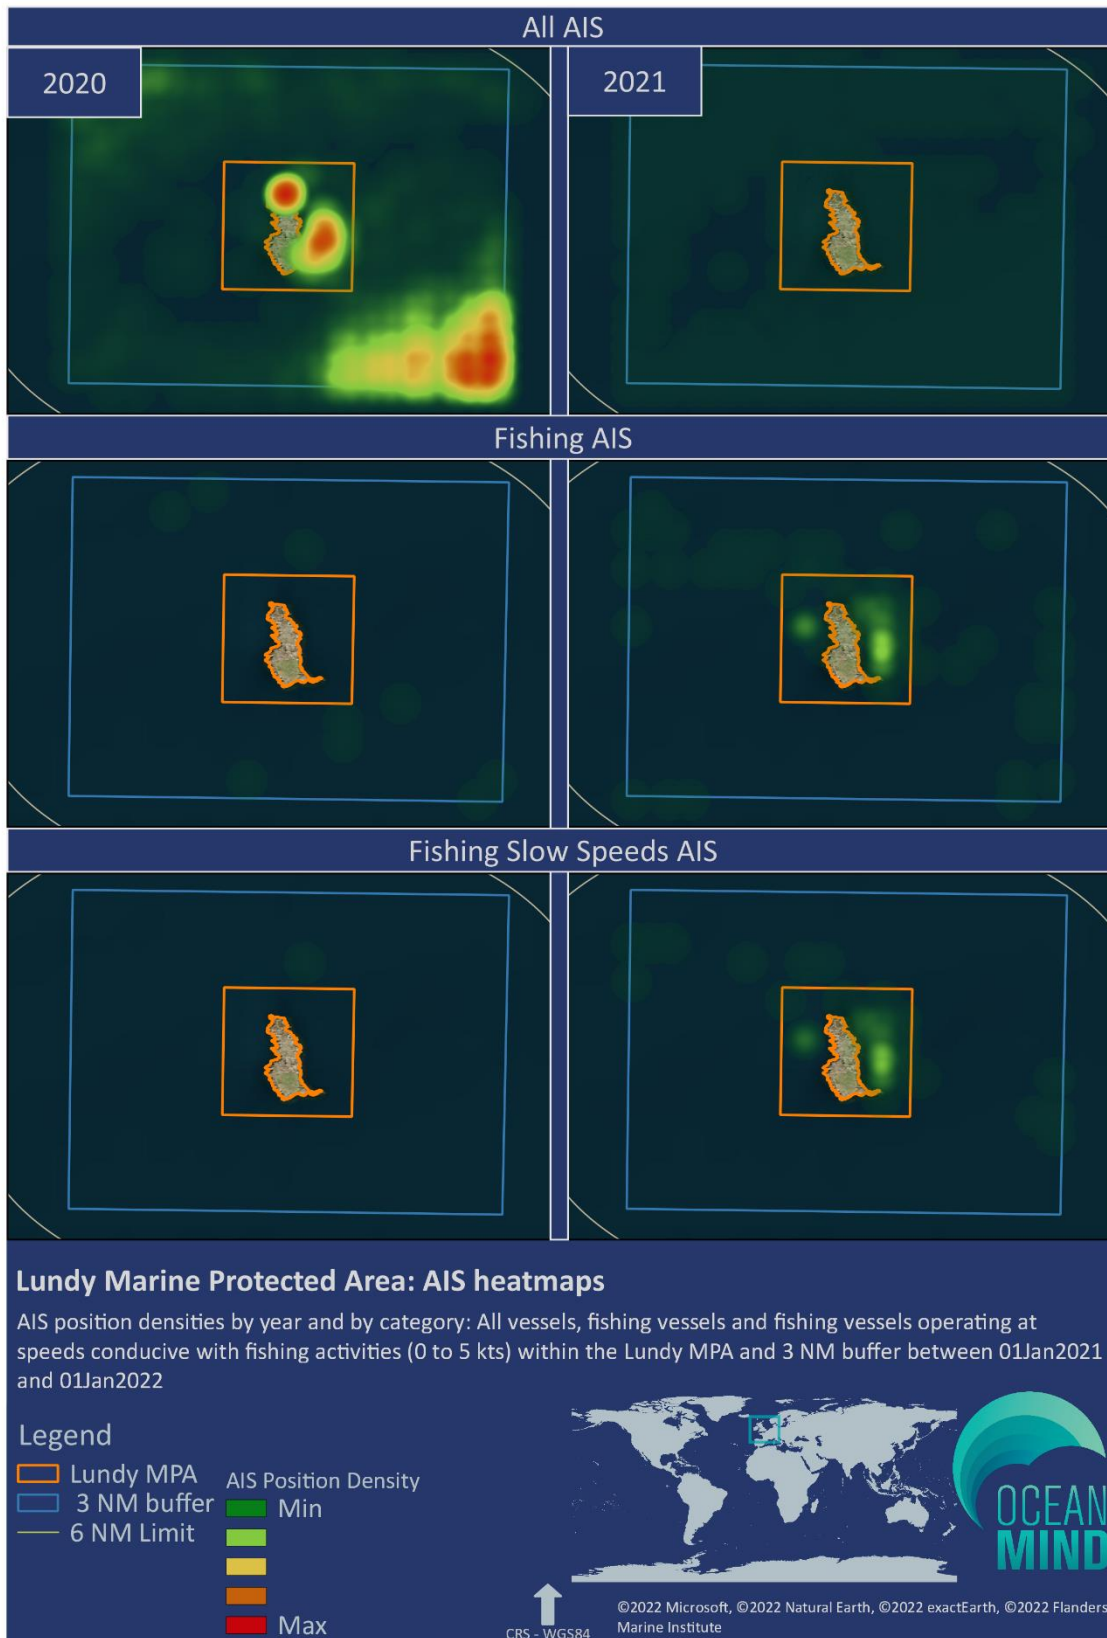 All AIS
2020
2021
Fishing AIS
Fishing Slow Speeds AIS
Lundy Marine Protected Area: AIS heatmaps
AIS position densities by year and by category: All vessels, fishing vessels and fishing vessels operating at
speeds conducive with fishing activities (0 to 5 kts) within the Lundy MPA and 3 NM buffer between 01Jan2021
and 01Jan2022
Legend
Lundy MPA
3 NM buffer
6 NM Limit
AIS Position Density
Min
Max
OCEAN
MIND
CRS - WGS84
©2022 Microsoft, ©2022 Natural Earth, ©2022 exactEarth, ©2022 Flanders
Marine Institute